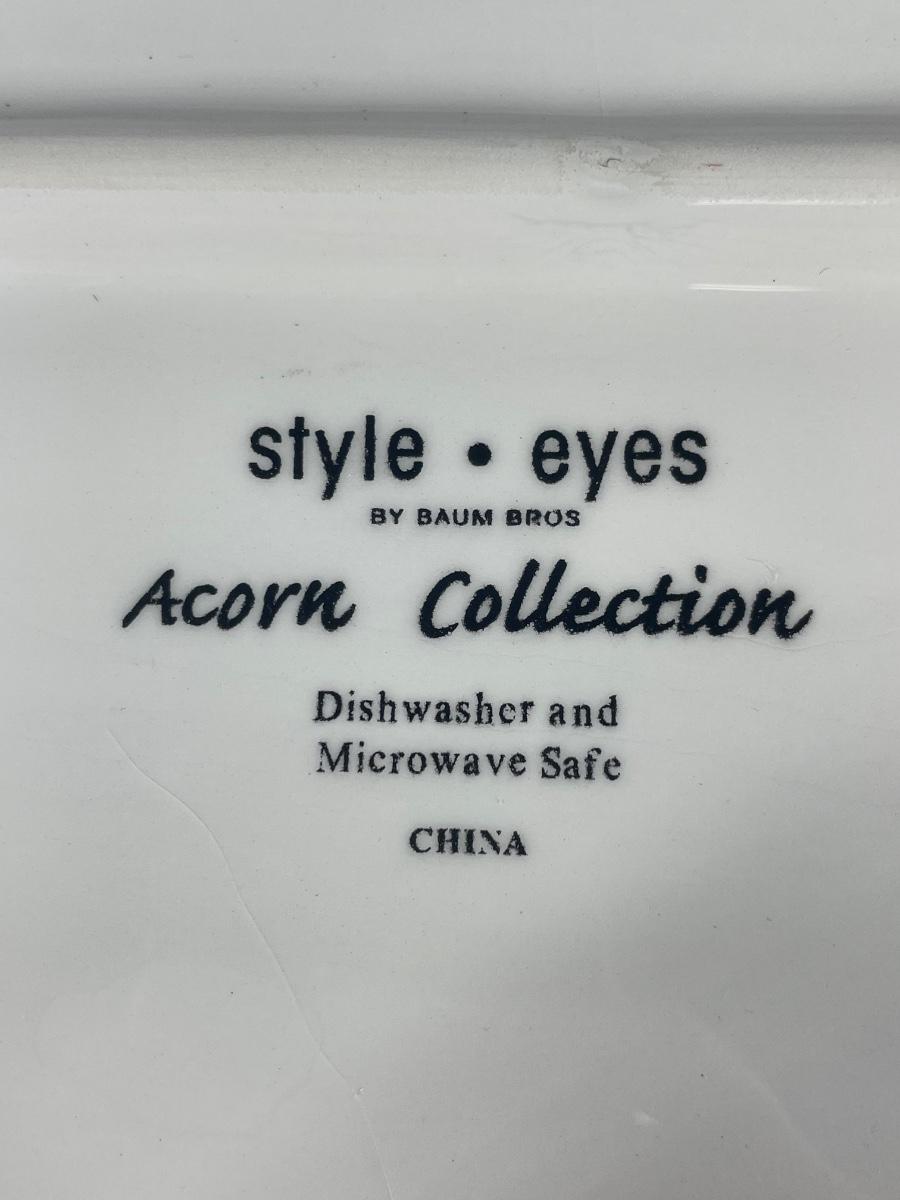 style • eyes
BY BAUM BROS
Acorn Collection
Dishwasher and
Microwave Safe
CHINA